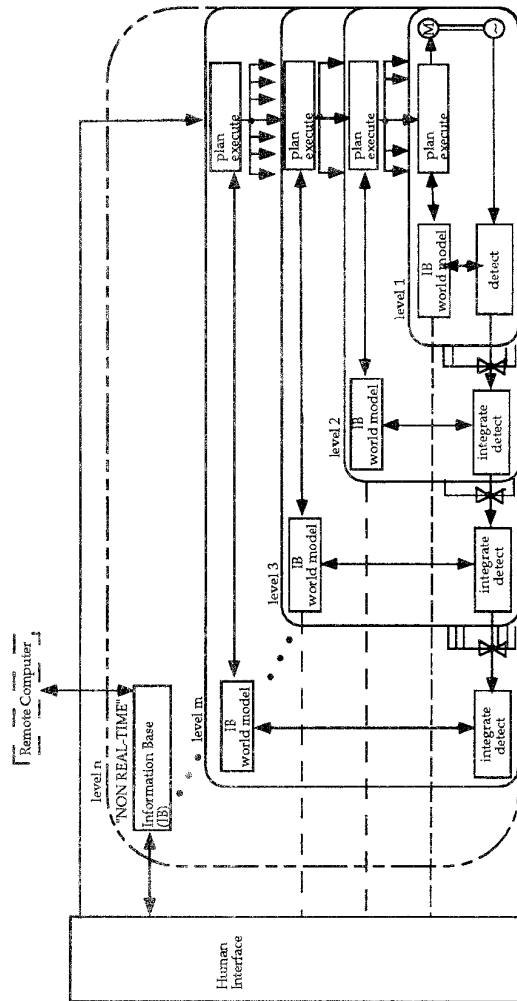 Remote Computer
level n
"NON REAL-TIME"
Information Base
(IB)
Human
Interface
level m
IB
world model
plan
execute
level 3
IB
world model
plan
execute
level 2
IB
world model
plan
execute
level 1
IB
world model
plan
execute
M
~
integrate
detect
integrate
detect
integrate
detect
detect